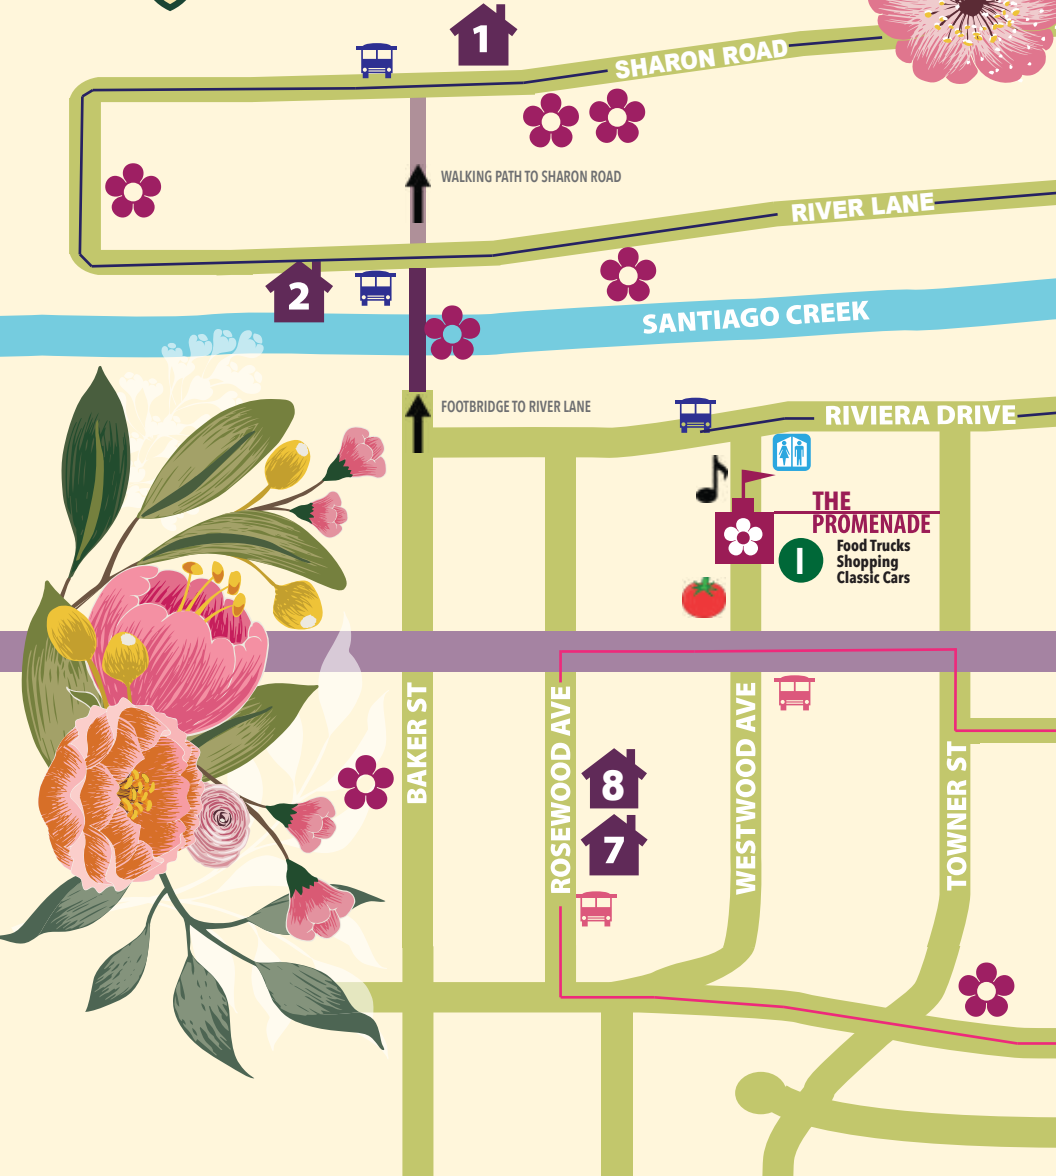 1
SHARON ROAD
WALKING PATH TO SHARON ROAD
RIVER LANE
2
SANTIAGO CREEK
FOOTBRIDGE TO RIVER LANE
RIVIERA DRIVE
THE
PROMENADE
I
Food Trucks
Shopping
Classic Cars
BAKER ST
ROSEWOOD AVE
WESTWOOD AVE
TOWNER ST
8
7